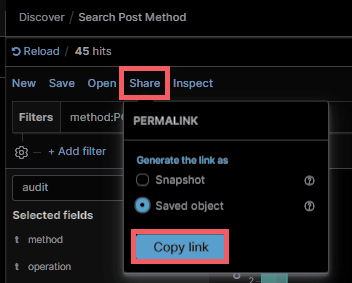 Discover / Search Post Method
Reload / 45 hits
New Save Open Share Inspect
Filters
PERMALINK
Generate the link as
Snapshot
Saved object
Copy link
+ Add filter
audit
Selected fields
t method
t operation